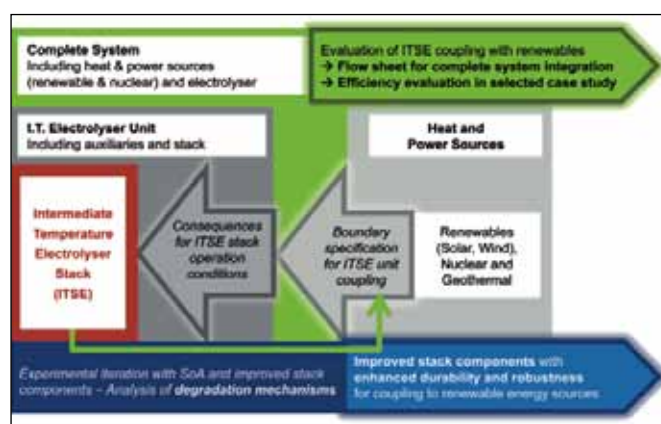 Complete System
Including heat & power sources
(renewable & nuclear) and electrolyser
Evaluation of ITSE coupling with renewables
→ Flow sheet for complete system integration
→ Efficiency evaluation in selected case study
I.T. Electrolyser Unit
Including auxiliaries and stack
Heat and
Power Sources
Intermediate
Temperature
Electrolyser
Stack
(ITSE)
Consequences
for ITSE stack
operation
conditions
Boundary
specification
for ITSE unit
coupling
Renewables
(Solar, Wind),
Nuclear and
Geothermal
Experimental iteration with SoA and improved stack
components – Analysis of degradation mechanisms
Improved stack components with
enhanced durability and robustness
for coupling to renewable energy sources